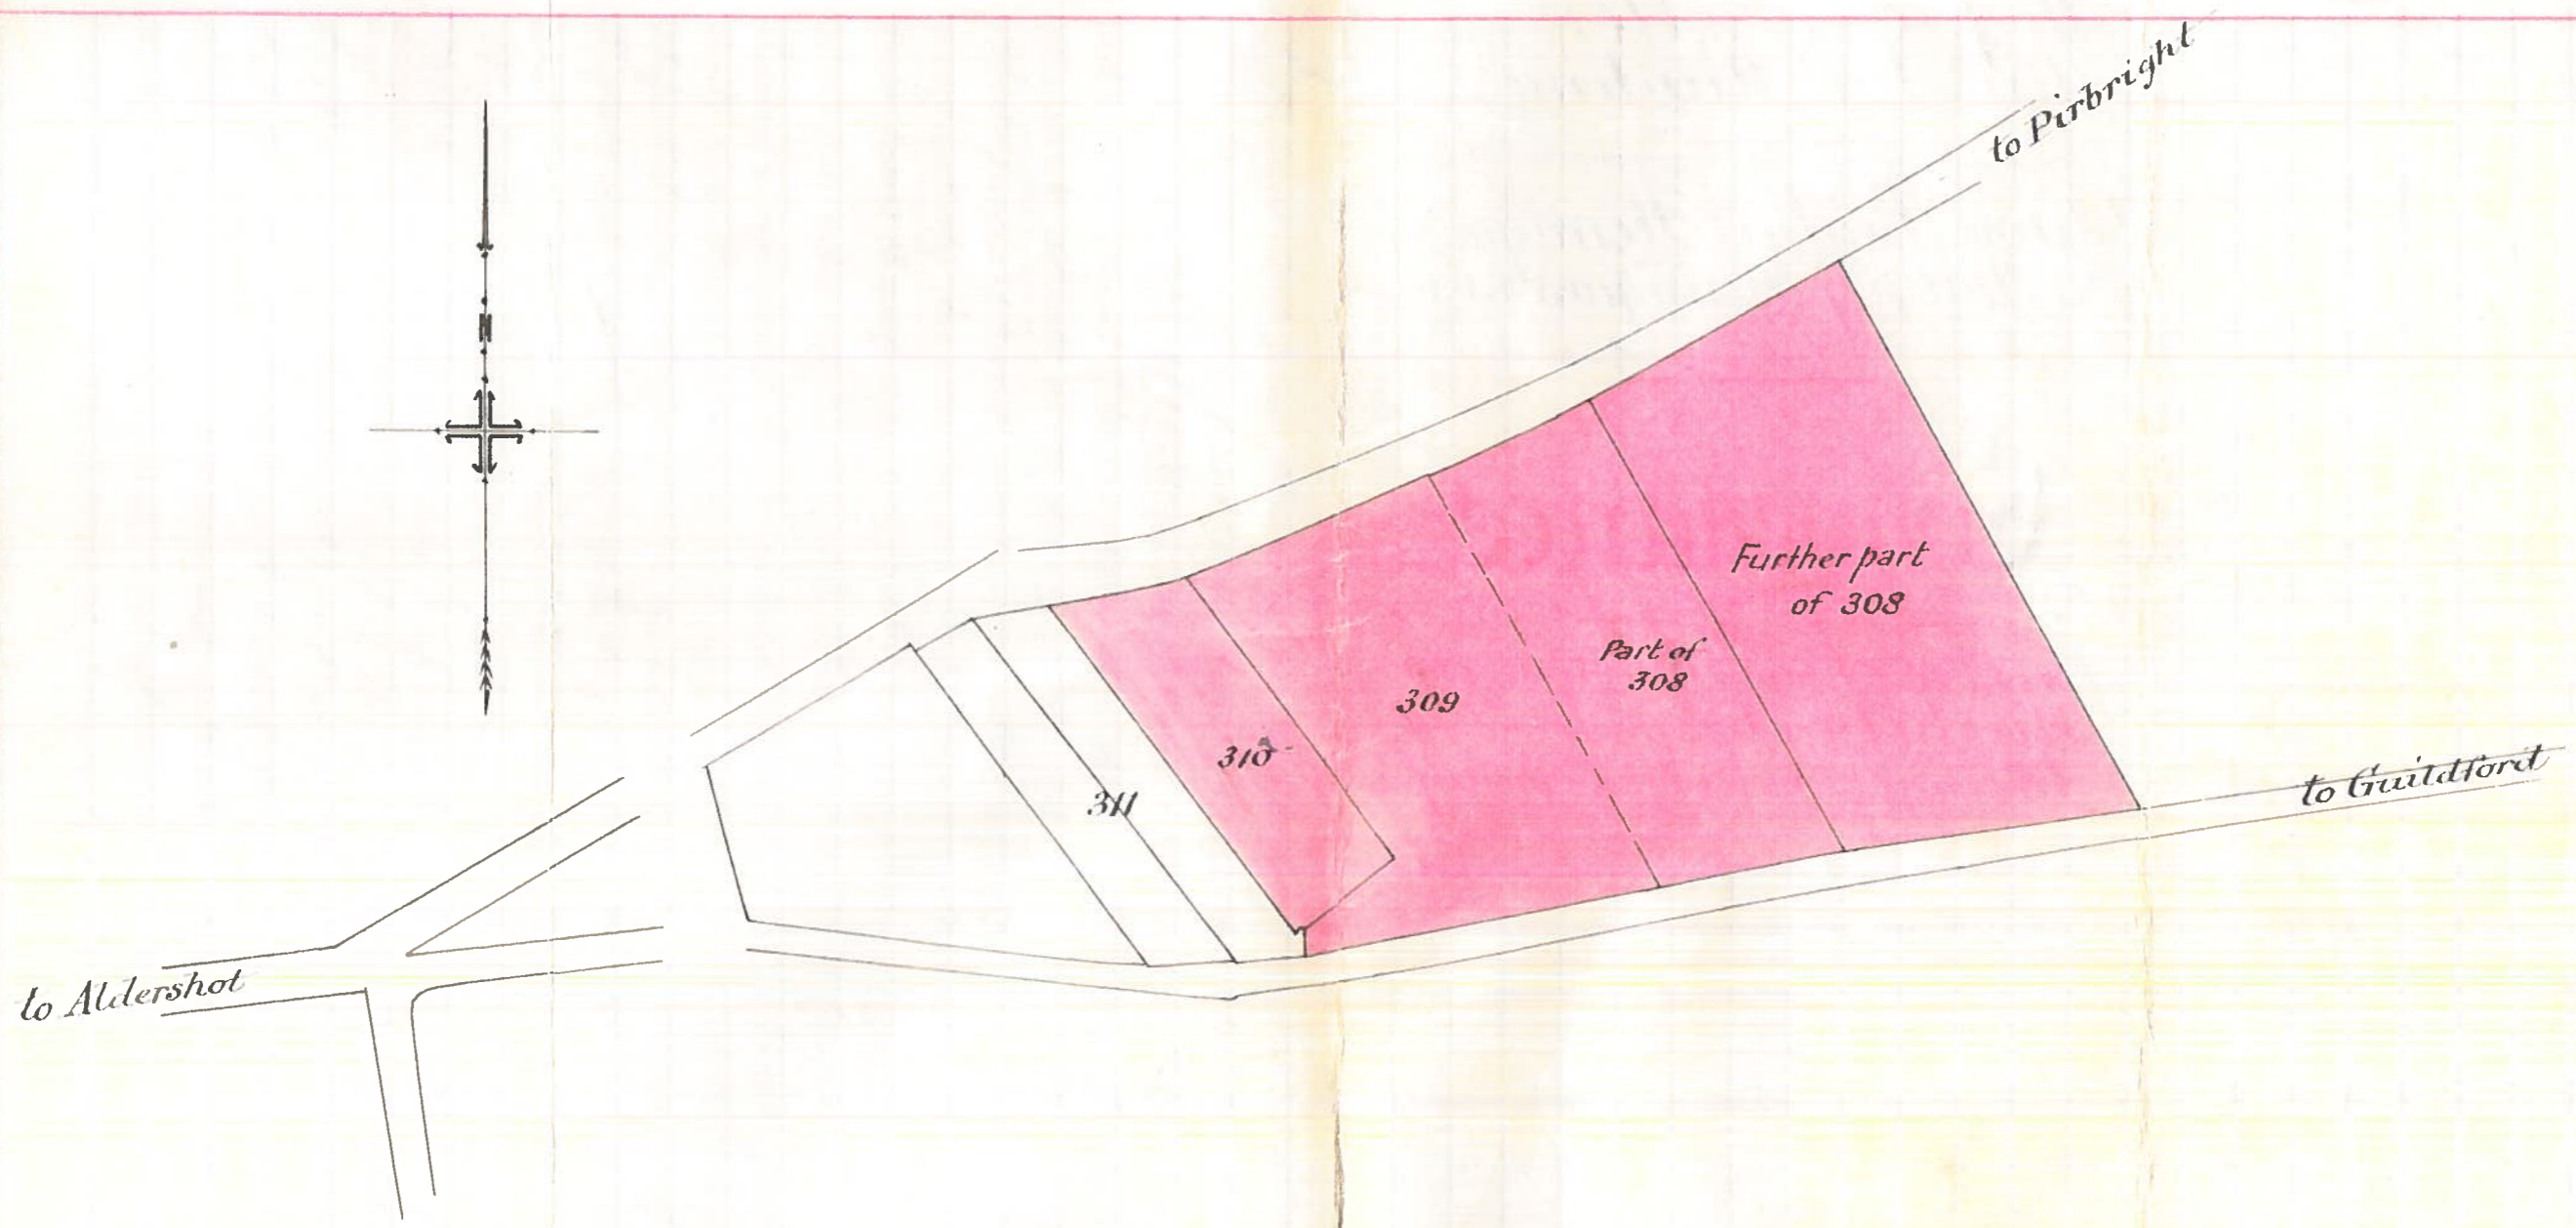 to Pirbright
N
Further part
of 308
Part of
308
309
310
311
to Guildford
to Aldershot